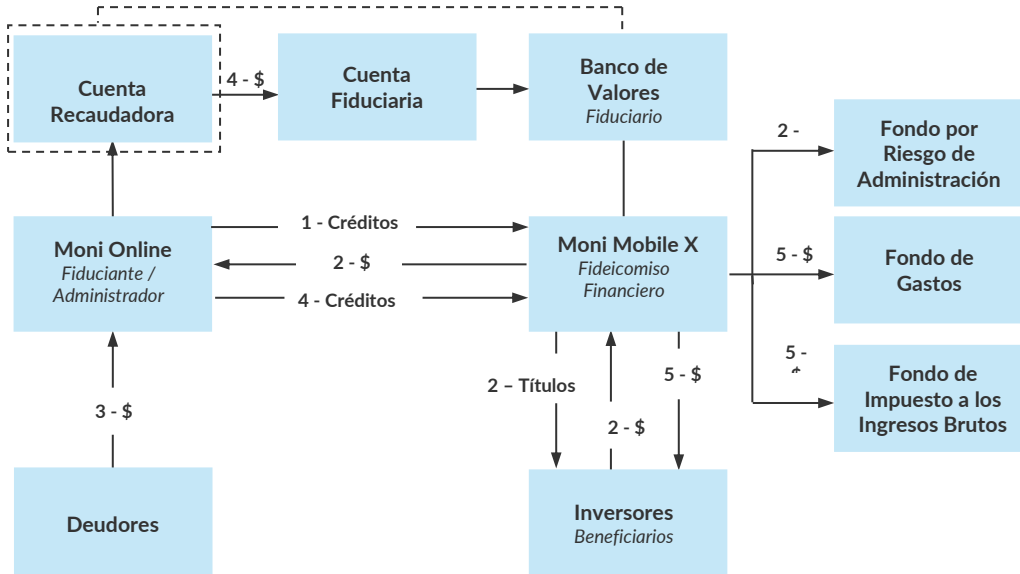 Cuenta
Recaudadora
4 - $
Cuenta
Fiduciaria
Banco de
Valores
Fiduciario
2 -
Fondo por
Riesgo de
Administración
Moni Online
Fiduciante /
Administrador
1 - Créditos
2 - $
4 - Créditos
Moni Mobile X
Fideicomiso
Financiero
5 - $
Fondo de
Gastos
5 -
$
Fondo de
Impuesto a los
Ingresos Brutos
3 - $
2 – Títulos
2 - $
5 - $
Deudores
Inversores
Beneficiarios